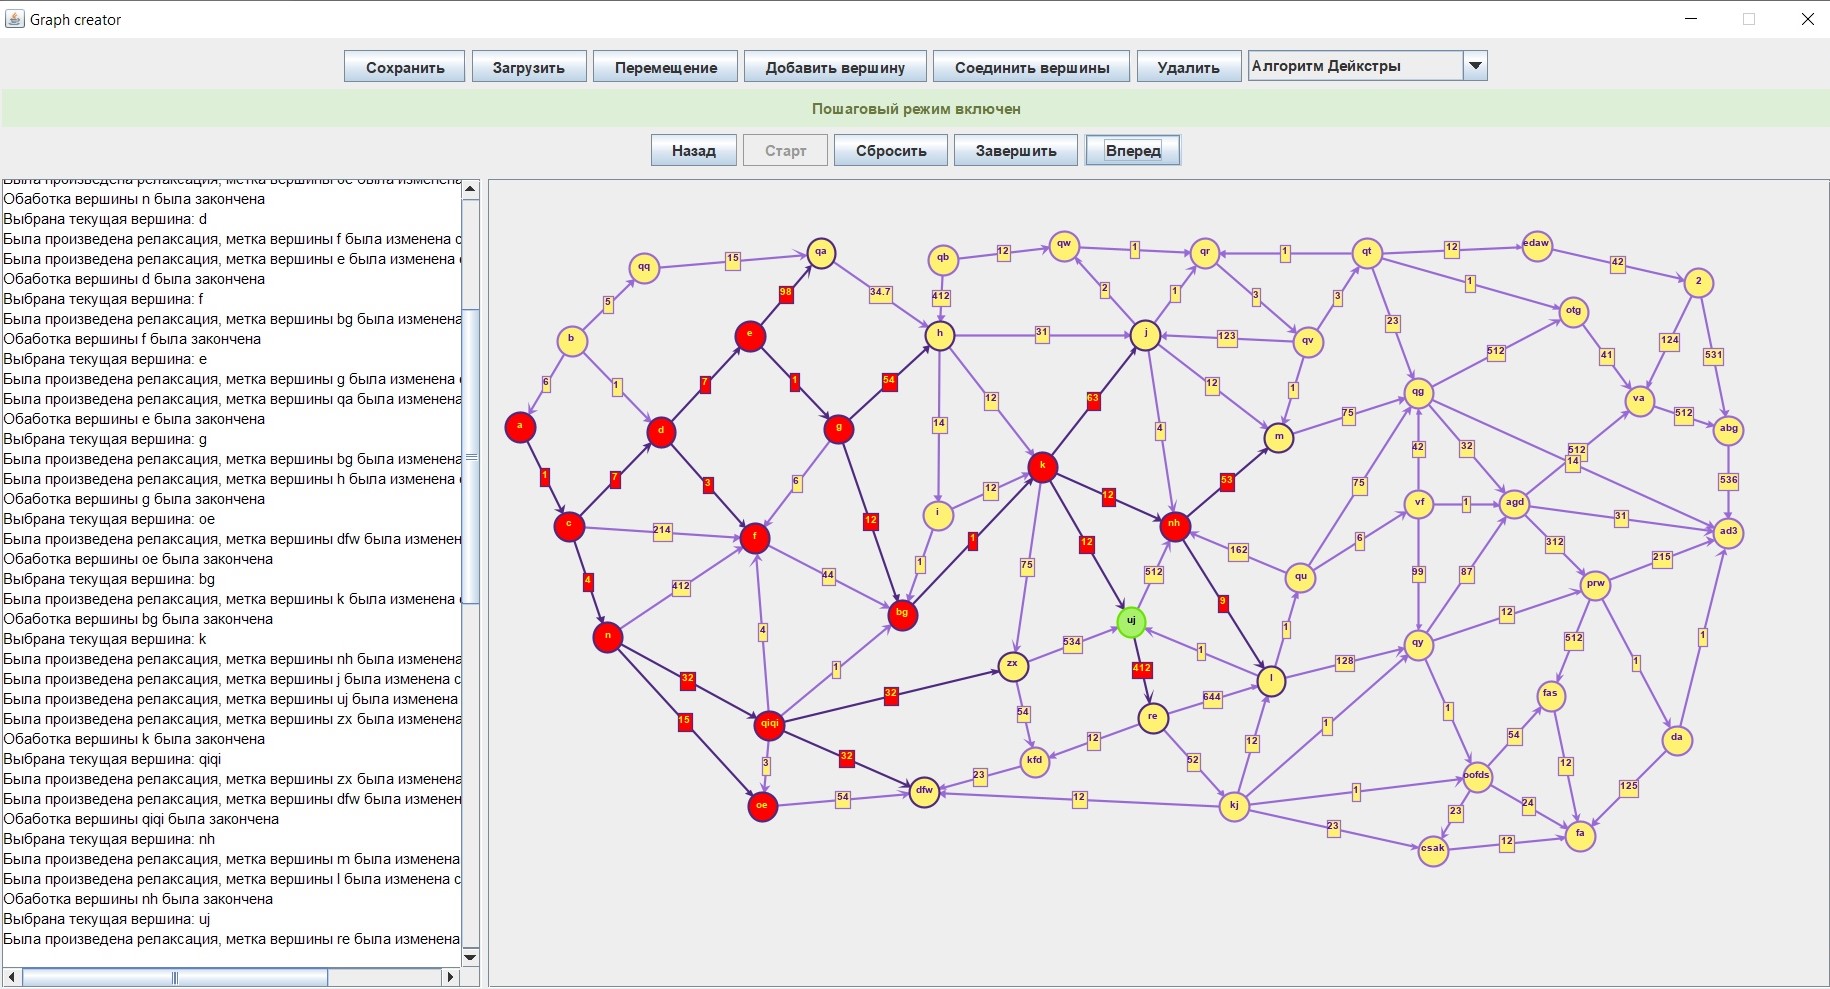 Graph creator
Сохранить Загрузить Перемещение Добавить вершину Соединить вершины Удалить Алгоритм Дейкстры
Пошаговый режим включен
Назад Старт Сбросить Завершить Вперед
Была произведена релаксация, метка вершины oe была изменена
Обаботка вершины n была закончена
Выбрана текущая вершина: d
Была произведена релаксация, метка вершины f была изменена с
Была произведена релаксация, метка вершины e была изменена
Обаботка вершины d была закончена
Выбрана текущая вершина: f
Была произведена релаксация, метка вершины bg была изменена
Обаботка вершины f была закончена
Выбрана текущая вершина: e
Была произведена релаксация, метка вершины g была изменена
Была произведена релаксация, метка вершины qa была изменена
Обаботка вершины e была закончена
Выбрана текущая вершина: g
Была произведена релаксация, метка вершины bg была изменена
Была произведена релаксация, метка вершины h была изменена
Обаботка вершины g была закончена
Выбрана текущая вершина: oe
Была произведена релаксация, метка вершины dfw была изменен
Обаботка вершины oe была закончена
Выбрана текущая вершина: bg
Была произведена релаксация, метка вершины k была изменена
Обаботка вершины bg была закончена
Выбрана текущая вершина: k
Была произведена релаксация, метка вершины nh была изменена
Была произведена релаксация, метка вершины j была изменена с
Была произведена релаксация, метка вершины uj была изменена
Была произведена релаксация, метка вершины zx была изменена
Обаботка вершины k была закончена
Выбрана текущая вершина: qiqi
Была произведена релаксация, метка вершины zx была изменена
Была произведена релаксация, метка вершины dfw была изменен
Обаботка вершины qiqi была закончена
Выбрана текущая вершина: nh
Была произведена релаксация, метка вершины m была изменена
Была произведена релаксация, метка вершины l была изменена с
Обаботка вершины nh была закончена
Выбрана текущая вершина: uj
Была произведена релаксация, метка вершины re была изменена
qq 15 qa qb 12 qw 1 qr 1 qt 12 edaw 42 2
5 98 34.7 412 2 1 3 3 1 otg
b e h 31 j 123 qv 23 512 41 124 531
6 1 7 1 54 12 12 1 qg va 512 abg
a d g 14 63 4 m 75 42 32 512 14
1 7 3 6 12 i 12 k 12 53 75 vf 1 agd 31 536
c 214 f 1 12 nh 162 6 312 ad3
4 412 44 1 75 512 qu 99 87 prw 215
n 4 bg uj 9 1 12 512 1 1
32 1 zx 534 412 1 128 qy fas da
15 qiqi 32 54 re 644 l 1 1 54 12
3 32 kfd 12 52 12 oofds 125
oe 54 dfw 23 12 kj 1 23 24 fa
23 csak 12